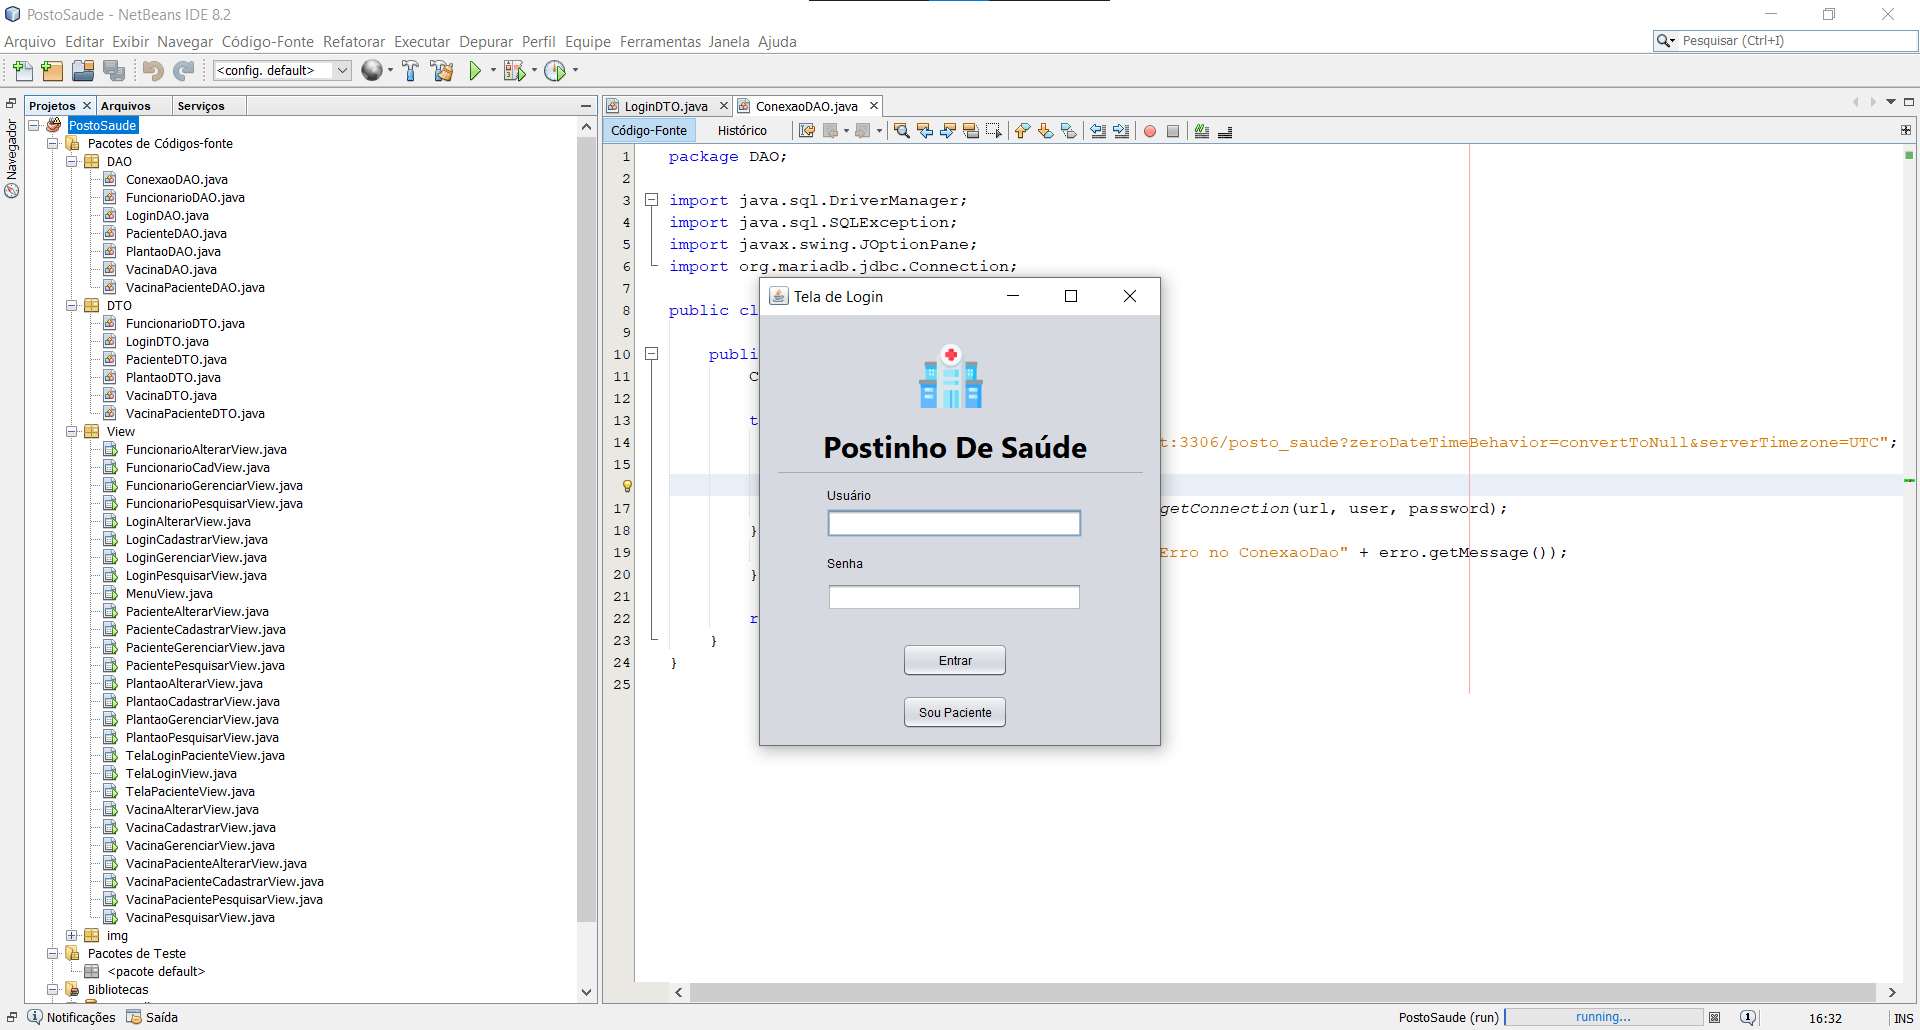 PostoSaude - NetBeans IDE 8.2
Arquivo Editar Exibir Navegar Código-Fonte Refatorar Executar Depurar Perfil Equipe Ferramentas Janela Ajuda
Pesquisar (Ctrl+I)
<config. default>
Navegador
Projetos Arquivos Serviços
PostoSaude
Pacotes de Códigos-fonte
DAO
ConexaoDAO.java
FuncionarioDAO.java
LoginDAO.java
PacienteDAO.java
PlantaoDAO.java
VacinaDAO.java
VacinaPacienteDAO.java
DTO
FuncionarioDTO.java
LoginDTO.java
PacienteDTO.java
PlantaoDTO.java
VacinaDTO.java
VacinaPacienteDTO.java
View
FuncionarioAlterarView.java
FuncionarioCadView.java
FuncionarioGerenciarView.java
FuncionarioPesquisarView.java
LoginAlterarView.java
LoginCadastrarView.java
LoginGerenciarView.java
LoginPesquisarView.java
MenuView.java
PacienteAlterarView.java
PacienteCadastrarView.java
PacienteGerenciarView.java
PacientePesquisarView.java
PlantaoAlterarView.java
PlantaoCadastrarView.java
PlantaoGerenciarView.java
PlantaoPesquisarView.java
TelaLoginPacienteView.java
TelaLoginView.java
TelaPacienteView.java
VacinaAlterarView.java
VacinaCadastrarView.java
VacinaGerenciarView.java
VacinaPacienteAlterarView.java
VacinaPacienteCadastrarView.java
VacinaPacientePesquisarView.java
VacinaPesquisarView.java
img
Pacotes de Teste
<pacote default>
Bibliotecas
LoginDTO.java ConexaoDAO.java
Código-Fonte Histórico
1 package DAO;
2
3 import java.sql.DriverManager;
4 import java.sql.SQLException;
5 import javax.swing.JOptionPane;
6 import org.mariadb.jdbc.Connection;
7
8 public cl
9
10 publi
11 C
12
13 t
14 t:3306/posto_saude?zeroDateTimeBehavior=convertToNull&serverTimezone=UTC";
15
17 getConnection(url, user, password);
18 }
19 Erro no ConexaoDao" + erro.getMessage());
20 }
21
22 r
23 }
24 }
25
Tela de Login
Postinho De Saúde
Usuário
Senha
Entrar
Sou Paciente
Notificações Saída
PostoSaude (run) running... 16:32 INS